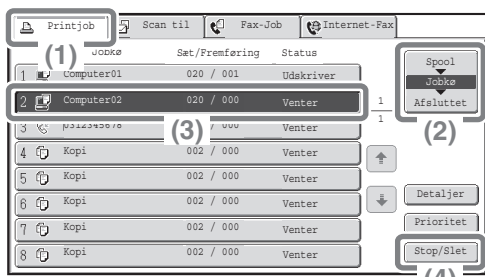 Printjob Scan til Fax-Job Internet-Fax
(1) Jobkø Sæt/Fremføring Status
1 Computer01 020 / 001 Udskriver
2 Computer02 020 / 000 Venter
3 0312345678 / 000 Venter
4 Kopi 002 / 000 Venter
5 Kopi 002 / 000 Venter
6 Kopi 002 / 000 Venter
7 Kopi 002 / 000 Venter
8 Kopi 002 / 000 Venter
(3)
1
1
Spool
Jobkø
Afsluttet
(2)
Detaljer
Prioritet
Stop/Slet
(4)